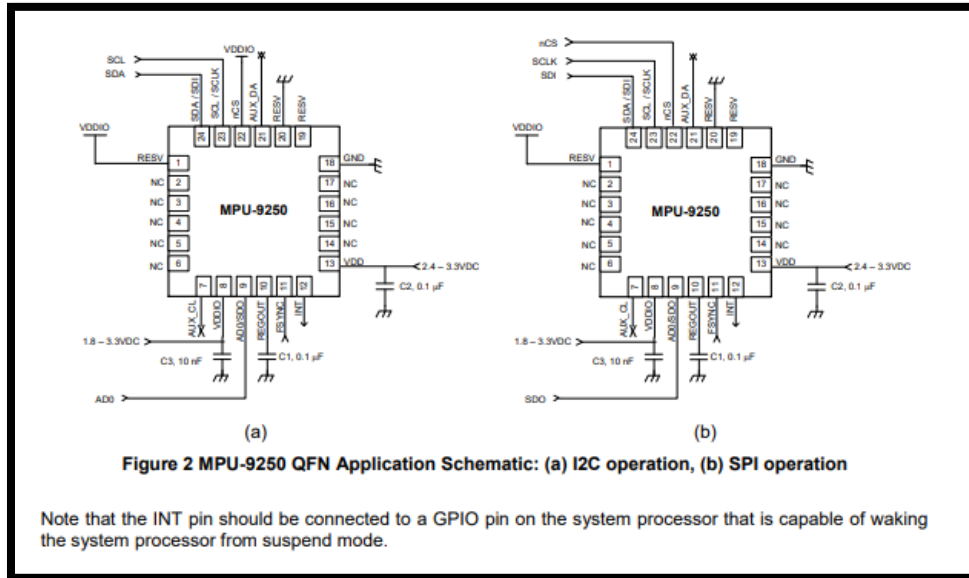 SCL
SDA
VDDIO
SDA / SDI
SCL / SCLK
nCS
AUX_DA
RESV
RESV
24
23
22
21
20
19
VDDIO
RESV
1
18
GND
NC
2
17
NC
NC
3
16
NC
MPU-9250
NC
4
15
NC
NC
5
14
NC
NC
6
13
VDD
2.4 – 3.3VDC
7
8
9
10
11
12
C2, 0.1 µF
AUX_CL
VDDIO
AD0/SDO
REGOUT
FSYNC
INT
1.8 – 3.3VDC
C3, 10 nF
C1, 0.1 µF
AD0
(a)
nCS
SCLK
SDI
SDA / SDI
SCL / SCLK
nCS
AUX_DA
RESV
RESV
24
23
22
21
20
19
VDDIO
RESV
1
18
GND
NC
2
17
NC
NC
3
16
NC
MPU-9250
NC
4
15
NC
NC
5
14
NC
NC
6
13
VDD
2.4 – 3.3VDC
7
8
9
10
11
12
C2, 0.1 µF
AUX_CL
VDDIO
AD0/SDO
REGOUT
FSYNC
INT
1.8 – 3.3VDC
C3, 10 nF
C1, 0.1 µF
SDO
(b)
Figure 2 MPU-9250 QFN Application Schematic: (a) I2C operation, (b) SPI operation
Note that the INT pin should be connected to a GPIO pin on the system processor that is capable of waking
the system processor from suspend mode.